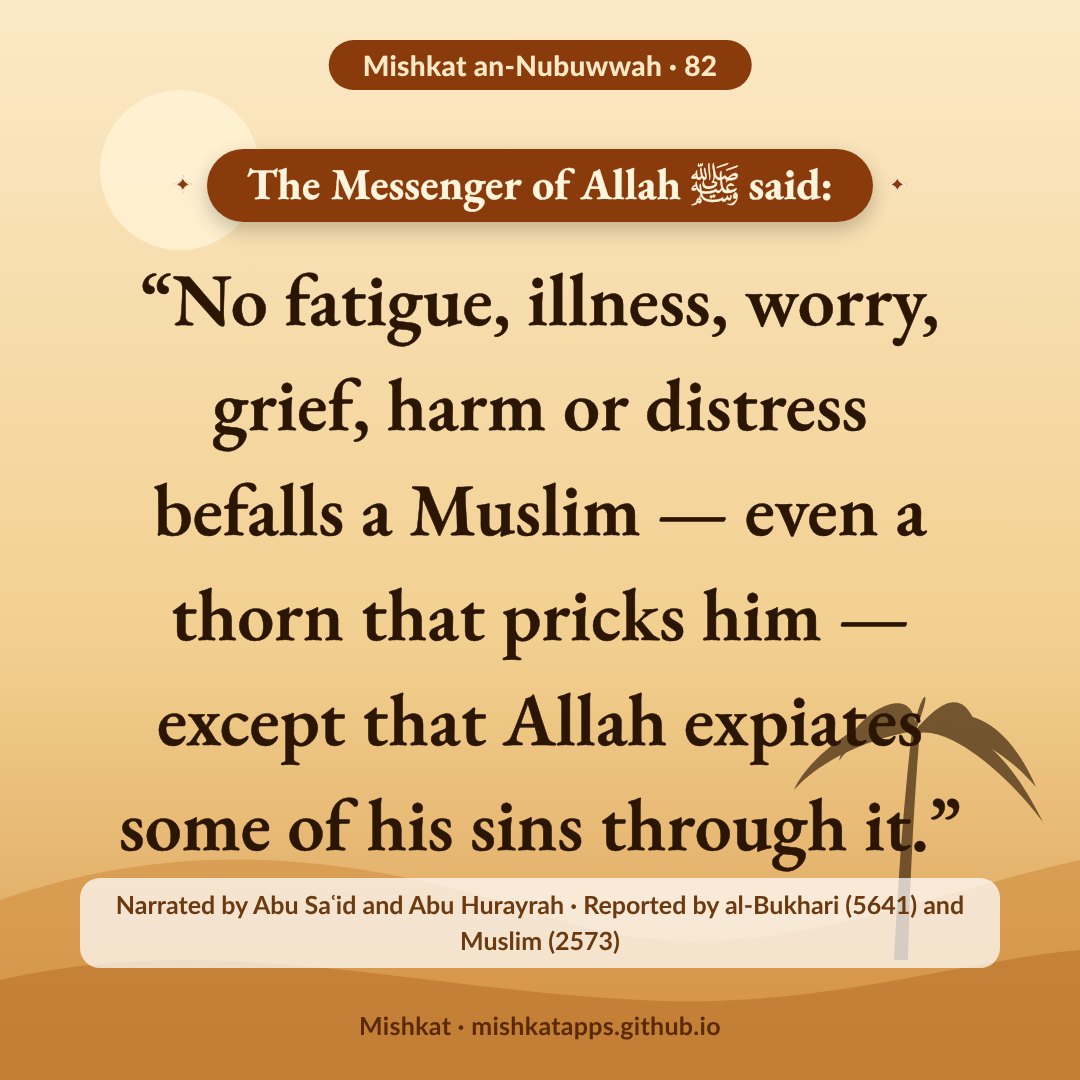 Mishkat an-Nubuwwah · 82
The Messenger of Allah ﷺ said:
“No fatigue, illness, worry,
grief, harm or distress
befalls a Muslim — even a
thorn that pricks him —
except that Allah expiates
some of his sins through it.”
Narrated by Abu Saʿid and Abu Hurayrah · Reported by al-Bukhari (5641) and
Muslim (2573)
Mishkat · mishkatapps.github.io